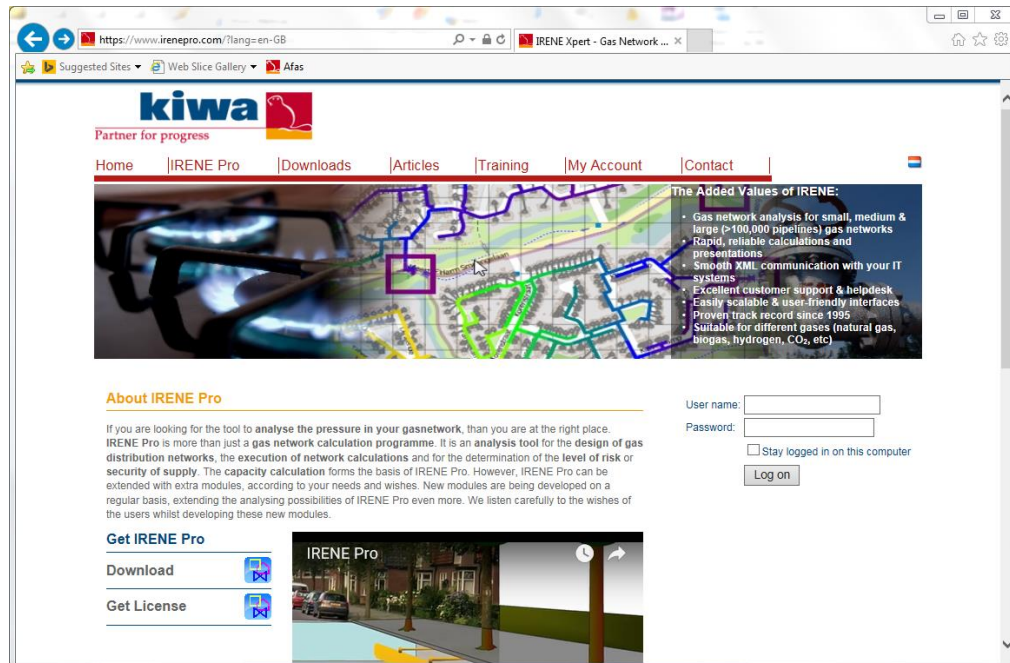 https://www.irenepro.com/?lang=en-GB
IRENE Xpert - Gas Network ...
Suggested Sites
Web Slice Gallery
Afas
kiwa
Partner for progress
Home
IRENE Pro
Downloads
Articles
Training
My Account
Contact
The Added Values of IRENE:
• Gas network analysis for small, medium &
large (>100,000 pipelines) gas networks
• Rapid, reliable calculations and
presentations
• Smooth XML communication with your IT
systems
• Excellent customer support & helpdesk
• Easily scalable & user-friendly interfaces
• Proven track record since 1995
• Suitable for different gases (natural gas,
biogas, hydrogen, CO₂, etc)
About IRENE Pro
If you are looking for the tool to analyse the pressure in your gasnetwork, than you are at the right place.
IRENE Pro is more than just a gas network calculation programme. It is an analysis tool for the design of gas
distribution networks, the execution of network calculations and for the determination of the level of risk or
security of supply. The capacity calculation forms the basis of IRENE Pro. However, IRENE Pro can be
extended with extra modules, according to your needs and wishes. New modules are being developed on a
regular basis, extending the analysing possibilities of IRENE Pro even more. We listen carefully to the wishes of
the users whilst developing these new modules.
User name:
Password:
Stay logged in on this computer
Log on
Get IRENE Pro
Download
Get License
IRENE Pro